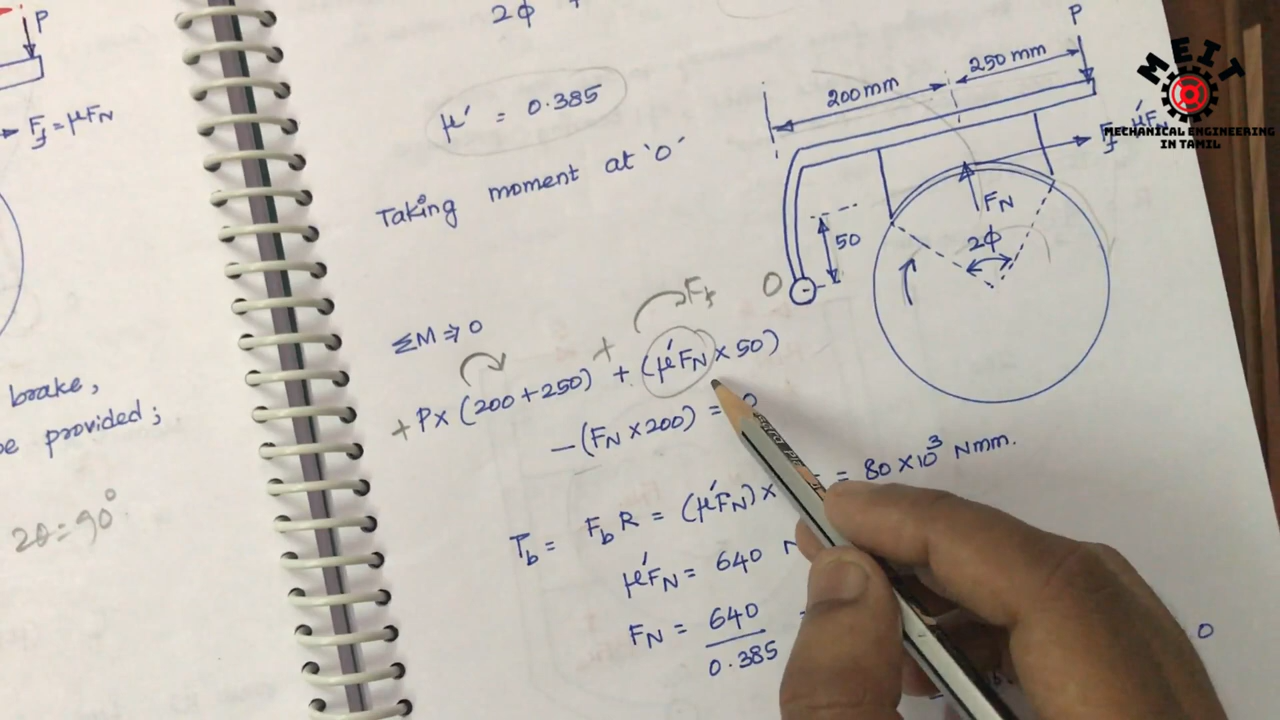 P
F_f = μF_N
brake,
be provided;
2θ = 90°
2φ +
μ' = 0.385
Taking moment at 'O'
ΣM ⇒ 0
+ P × (200 + 250) + (μ'F_N × 50)
+ F_f
- (F_N × 200) = 0
T_b = F_b R = (μ'F_N) × = 80 × 10³ Nmm.
μ'F_N = 640 N
F_N = 640 =
0.385
0
P
250 mm
200 mm
F_f μ'F_N
F_N
2φ
50
O
MEIT
MECHANICAL ENGINEERING
IN TAMIL